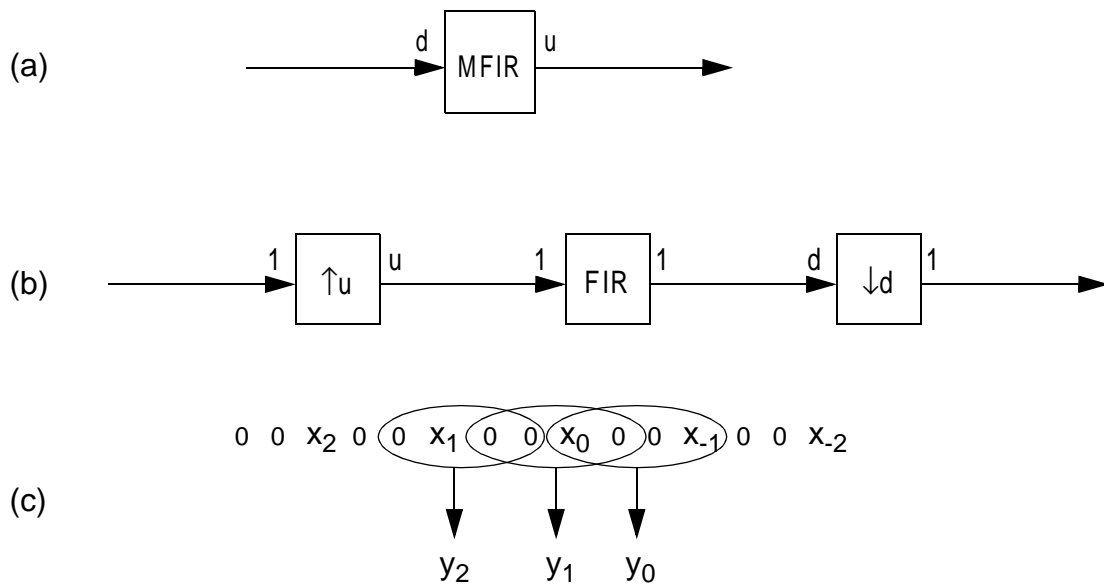 (a) d MFIR u
(b) 1 ↑u u 1 FIR 1 d ↓d 1
0 0 x2 0 0 x1 0 0 x0 0 0 x-1 0 0 x-2
(c)
y2 y1 y0